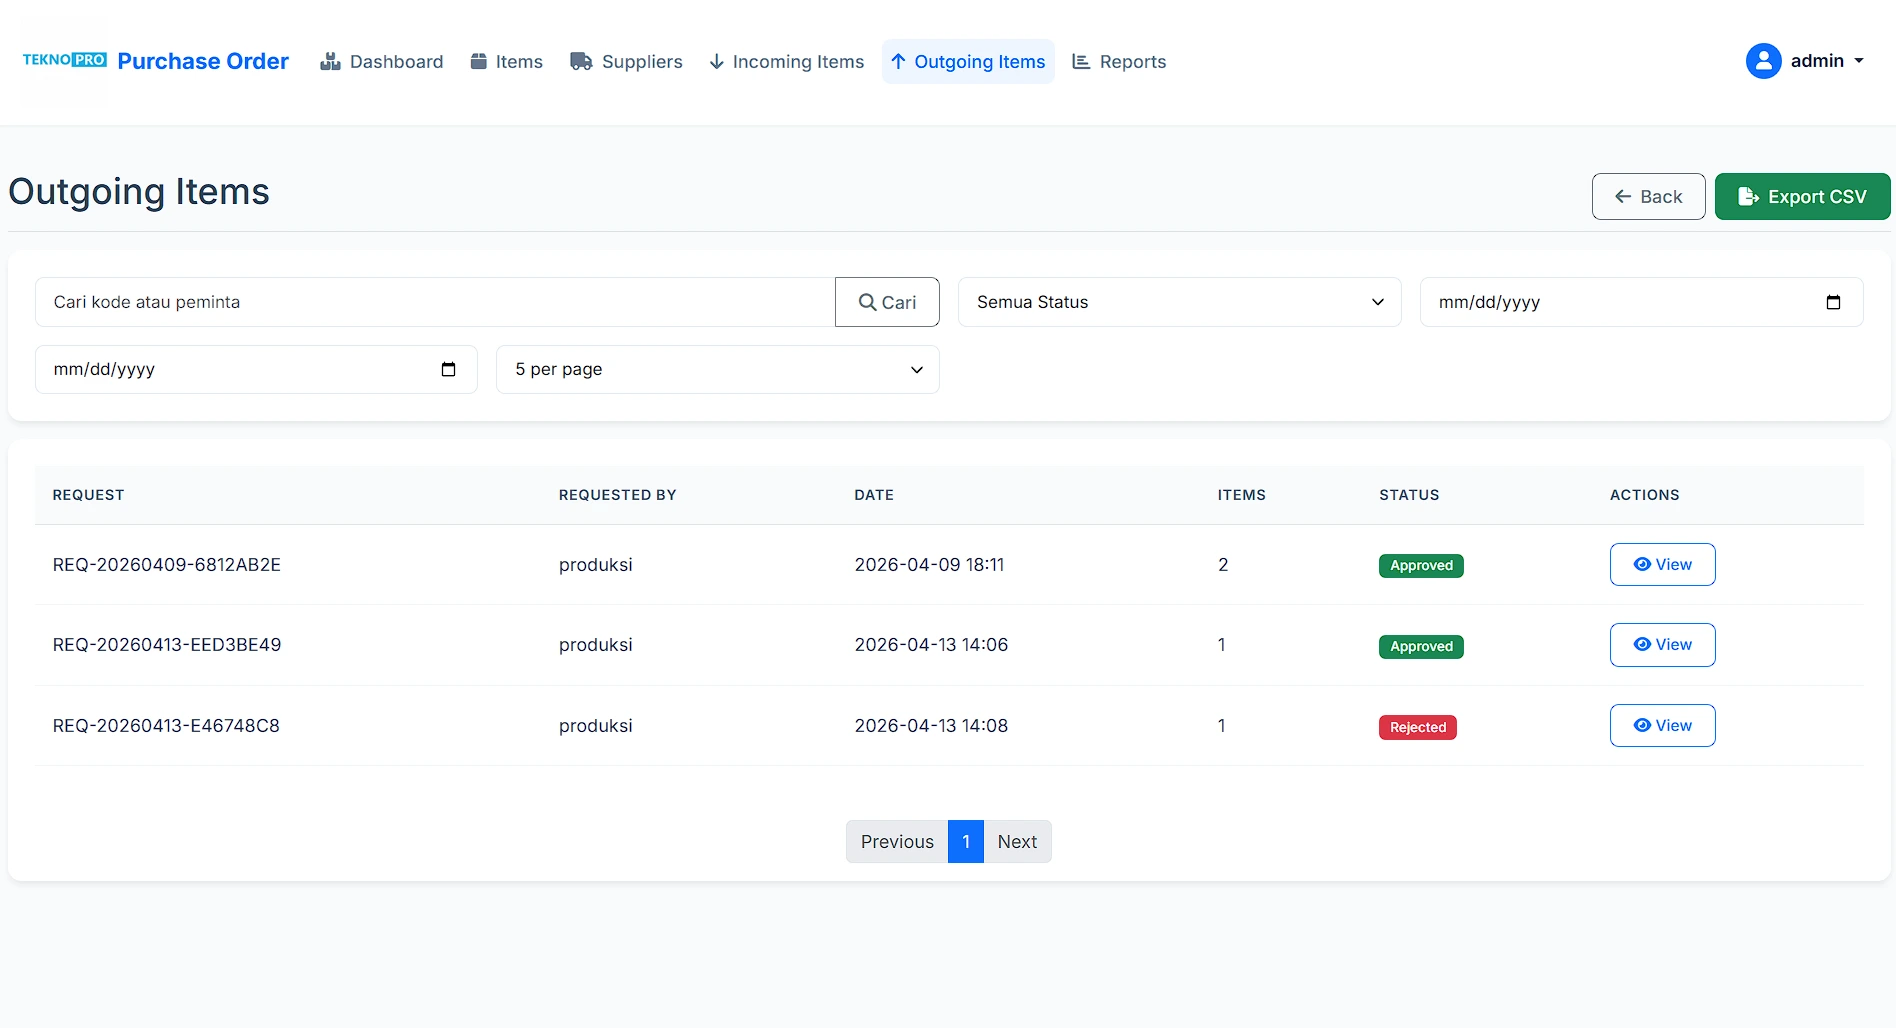 TEKNOPRO Purchase Order Dashboard Items Suppliers Incoming Items Outgoing Items Reports admin
Outgoing Items Back Export CSV
Cari kode atau peminta Cari Semua Status mm/dd/yyyy
mm/dd/yyyy 5 per page
REQUEST REQUESTED BY DATE ITEMS STATUS ACTIONS
REQ-20260409-6812AB2E produksi 2026-04-09 18:11 2 Approved View
REQ-20260413-EED3BE49 produksi 2026-04-13 14:06 1 Approved View
REQ-20260413-E46748C8 produksi 2026-04-13 14:08 1 Rejected View
Previous 1 Next